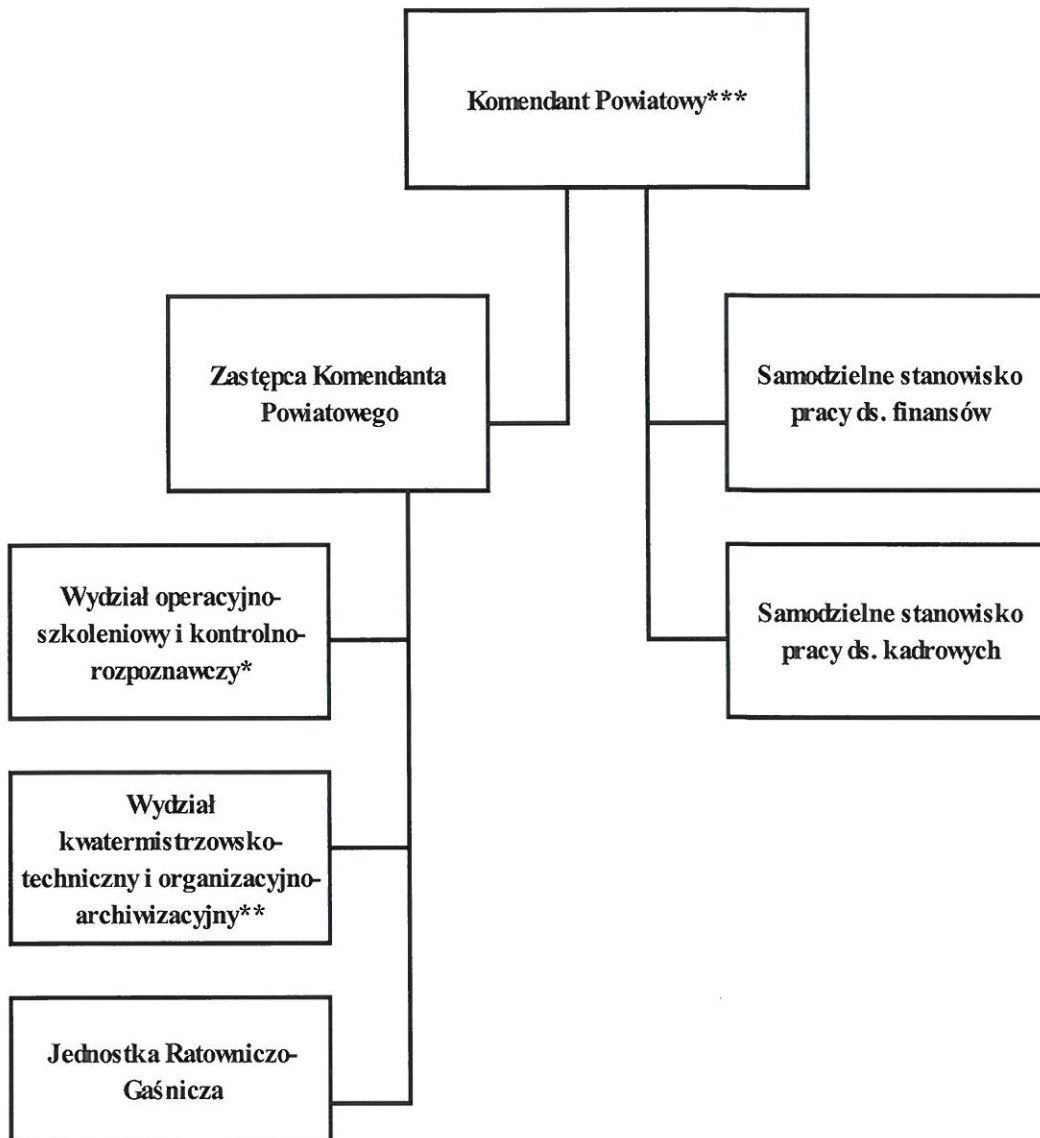 Komendant Powiatowy***
Zastępca Komendanta
Powiatowego
Samodzielne stanowisko
pracy ds. finansów
Wydział operacyjno-
szkoleniowy i kontrolno-
rozpoznawczy*
Samodzielne stanowisko
pracy ds. kadrowych
Wydział
kwatermistrzowsko-
techniczny i organizacyjno-
archiwizacyjny**
Jednostka Ratowniczo-
Gaśnicza